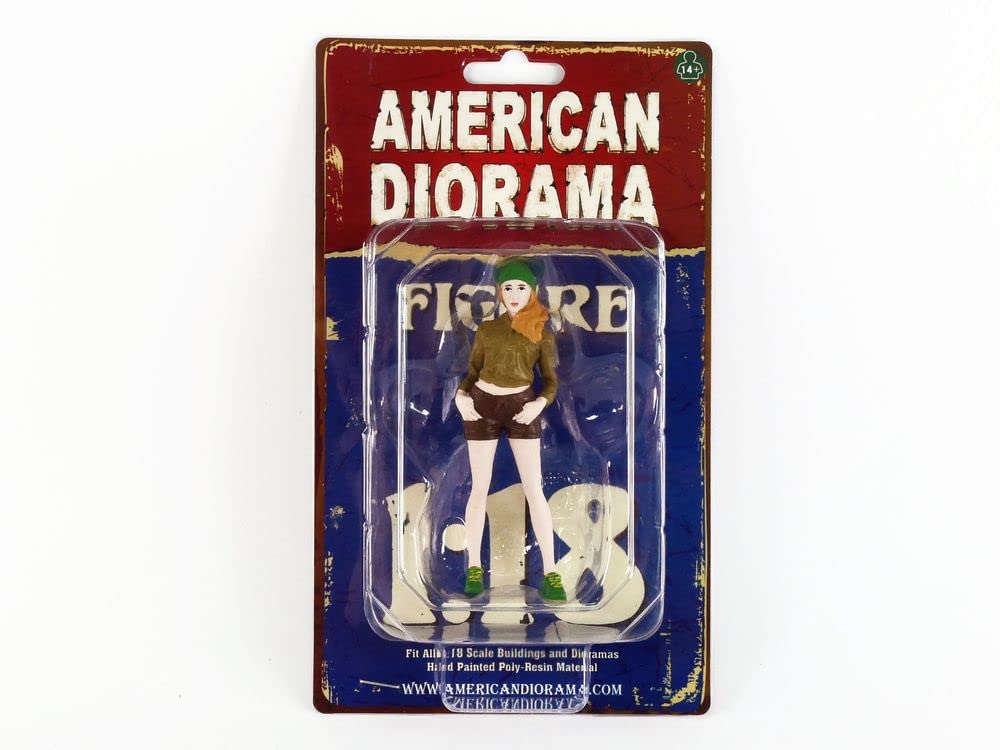 14+
AMERICAN
DIORAMA
FIGURE
1:18
Fit All 1:18 Scale Buildings and Dioramas
Hand Painted Poly-Resin Material
WWW.AMERICANDIORAMA.COM